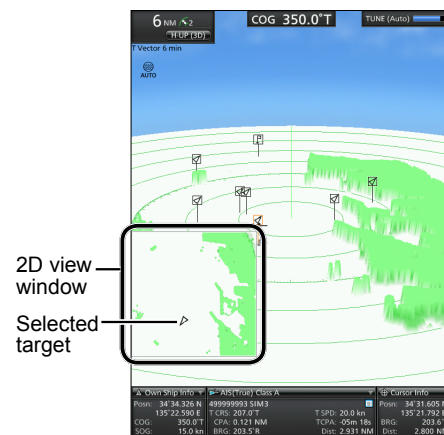 6 NM 2
COG 350.0°T
TUNE (Auto)
H-UP (3D)
T Vector 6 min
AUTO
2D view
window
Selected
target
Own Ship Info
AIS(True) Class A
Cursor Info
Posn: 34°34.326 N
499999993 SIM3
Posn: 34°31.605
135°22.590 E
T CRS: 207.0°T
T SPD: 20.0 kn
135°21.792
COG: 350.0°T
CPA: 0.121 NM
TCPA: -05m 18s
BRG: 203.6°
SOG: 15.0 kn
BRG: 203.5°R
Dist: 2.931 NM
Dist: 2.800